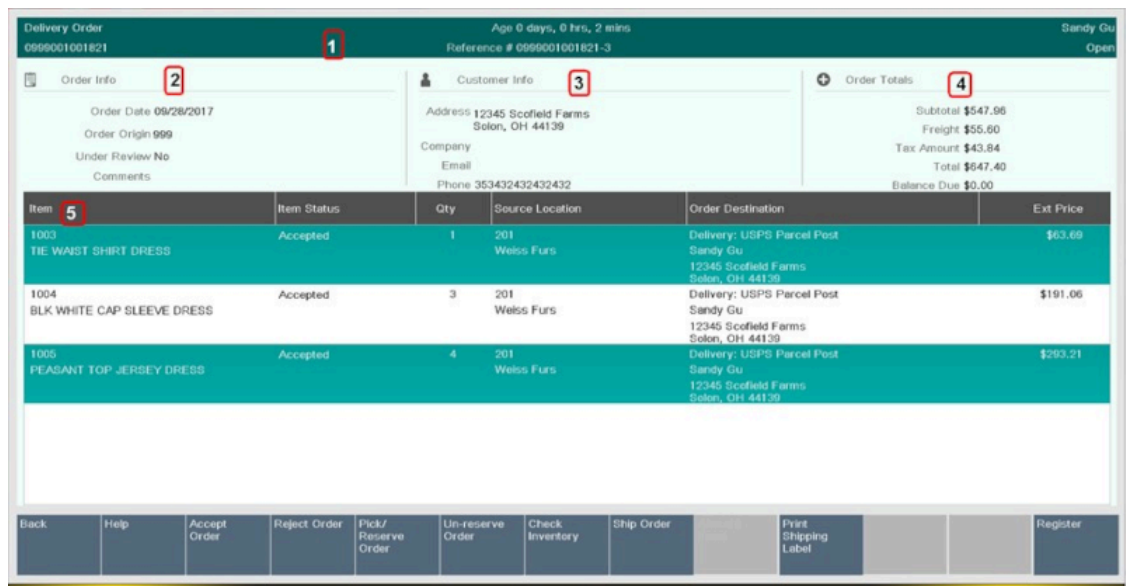 Delivery Order Age 0 days, 0 hrs, 2 mins Sandy Gu
0999001001821 1 Reference # 0999001001821-3 Open
Order Info 2 Customer Info 3 Order Totals 4
Order Date 09/28/2017 Address 12345 Scofield Farms Subtotal $547.96
Order Origin 999 Solon, OH 44139 Freight $55.60
Under Review No Company Tax Amount $43.84
Comments Email Total $647.40
Phone 353432432432432 Balance Due $0.00
Item 5 Item Status Qty Source Location Order Destination Ext Price
1003 Accepted 1 201 Delivery: USPS Parcel Post $63.69
TIE WAIST SHIRT DRESS Weiss Furs Sandy Gu
12345 Scofield Farms
Solon, OH 44139
1004 Accepted 3 201 Delivery: USPS Parcel Post $191.06
BLK WHITE CAP SLEEVE DRESS Weiss Furs Sandy Gu
12345 Scofield Farms
Solon, OH 44139
1005 Accepted 4 201 Delivery: USPS Parcel Post $293.21
PEASANT TOP JERSEY DRESS Weiss Furs Sandy Gu
12345 Scofield Farms
Solon, OH 44139
Back Help Accept Reject Order Pick/ Un-reserve Check Ship Order Print Register
Order Reserve Order Inventory Shipping
Order Label